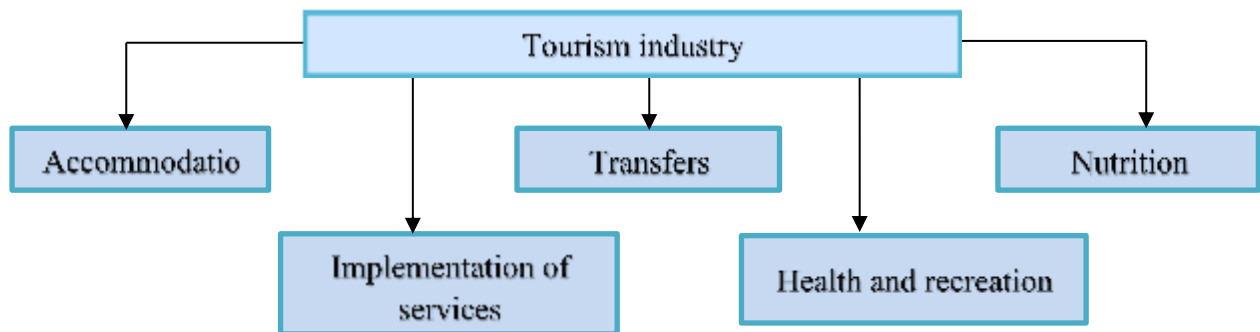 Tourism industry
Accommodatio
Transfers
Nutrition
Implementation of
services
Health and recreation